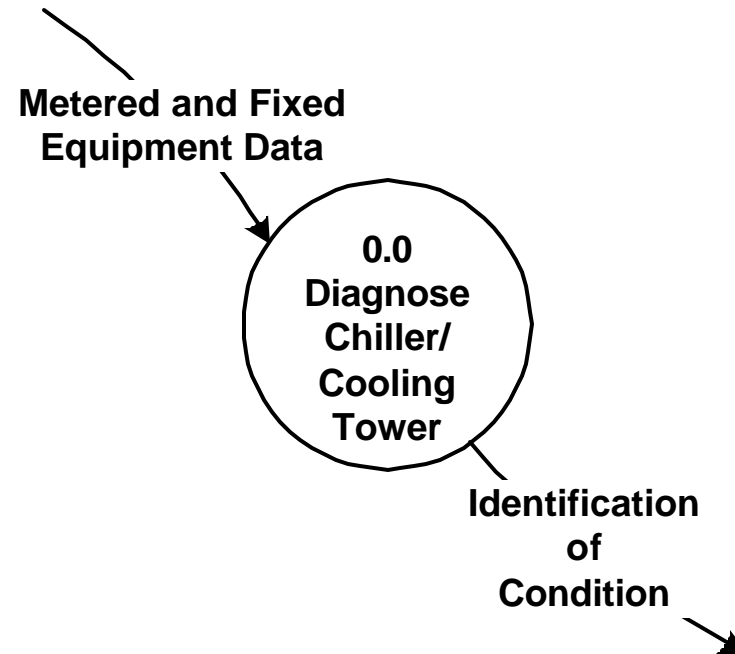 Metered and Fixed
Equipment Data
0.0
Diagnose
Chiller/
Cooling
Tower
Identification
of
Condition